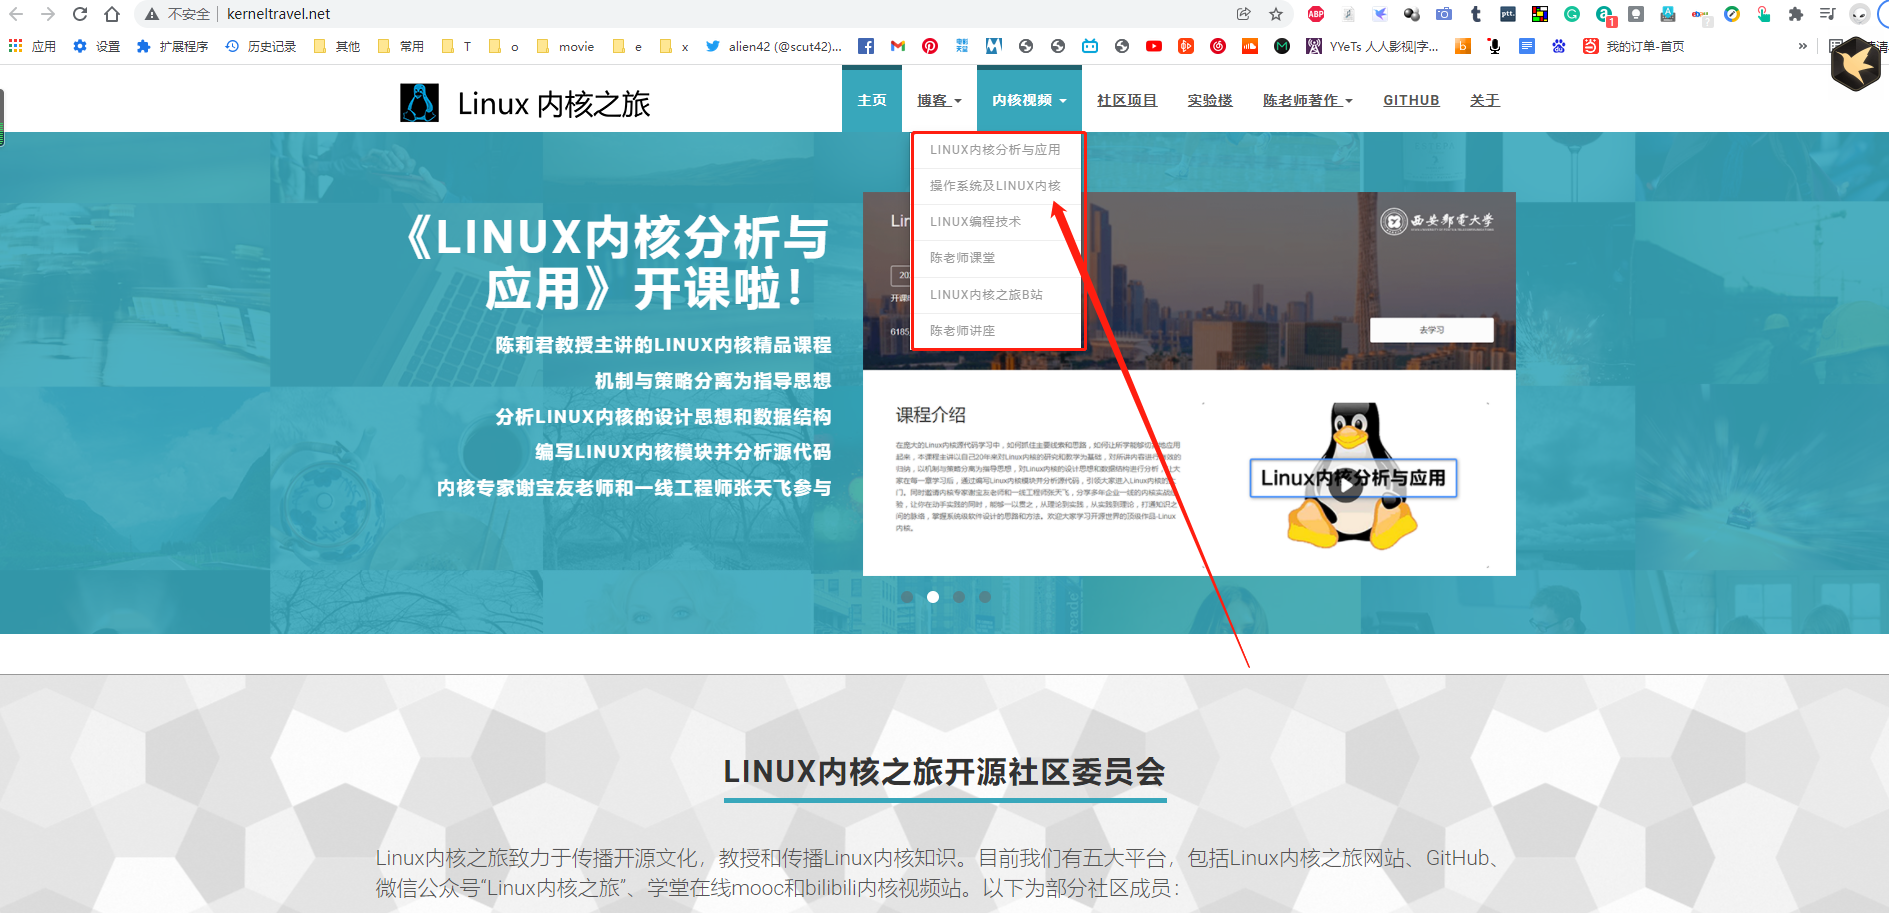 不安全 | kerneltravel.net
应用 设置 扩展程序 历史记录 其他 常用 T o movie e x alien42 (@scut42)... YYeTs 人人影视|字... 我的订单-首页 »
Linux 内核之旅
主页 博客 内核视频 社区项目 实验楼 陈老师著作 GITHUB 关于
LINUX内核分析与应用
操作系统及LINUX内核
LINUX编程技术
陈老师课堂
LINUX内核之旅B站
陈老师讲座
《LINUX内核分析与
应用》开课啦！
陈莉君教授主讲的LINUX内核精品课程
机制与策略分离为指导思想
分析LINUX内核的设计思想和数据结构
编写LINUX内核模块并分析源代码
内核专家谢宝友老师和一线工程师张天飞参与
西安邮电大学
去学习
课程介绍
Linux内核分析与应用
LINUX内核之旅开源社区委员会
Linux内核之旅致力于传播开源文化，教授和传播Linux内核知识。目前我们有五大平台，包括Linux内核之旅网站、GitHub、
微信公众号“Linux内核之旅”、学堂在线mooc和bilibili内核视频站。以下为部分社区成员：